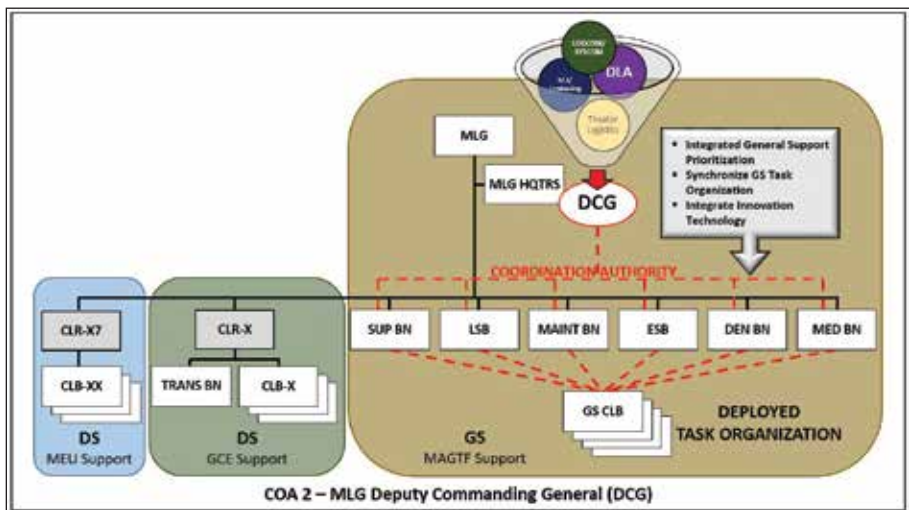 DLA
Theater
Logistics
MLG
MLG HQTRS
DCG
• Integrated General Support
Prioritization
• Synchronize GS Task
Organization
• Integrate Innovation
Technology
COORDINATION AUTHORITY
CLR-X7
CLR-X
SUP BN
LSB
MAINT BN
ESB
DEN BN
MED BN
CLB-XX
TRANS BN
CLB-X
GS CLB
DEPLOYED
TASK ORGANIZATION
DS
MEU Support
DS
GCE Support
GS
MAGTF Support
COA 2 – MLG Deputy Commanding General (DCG)